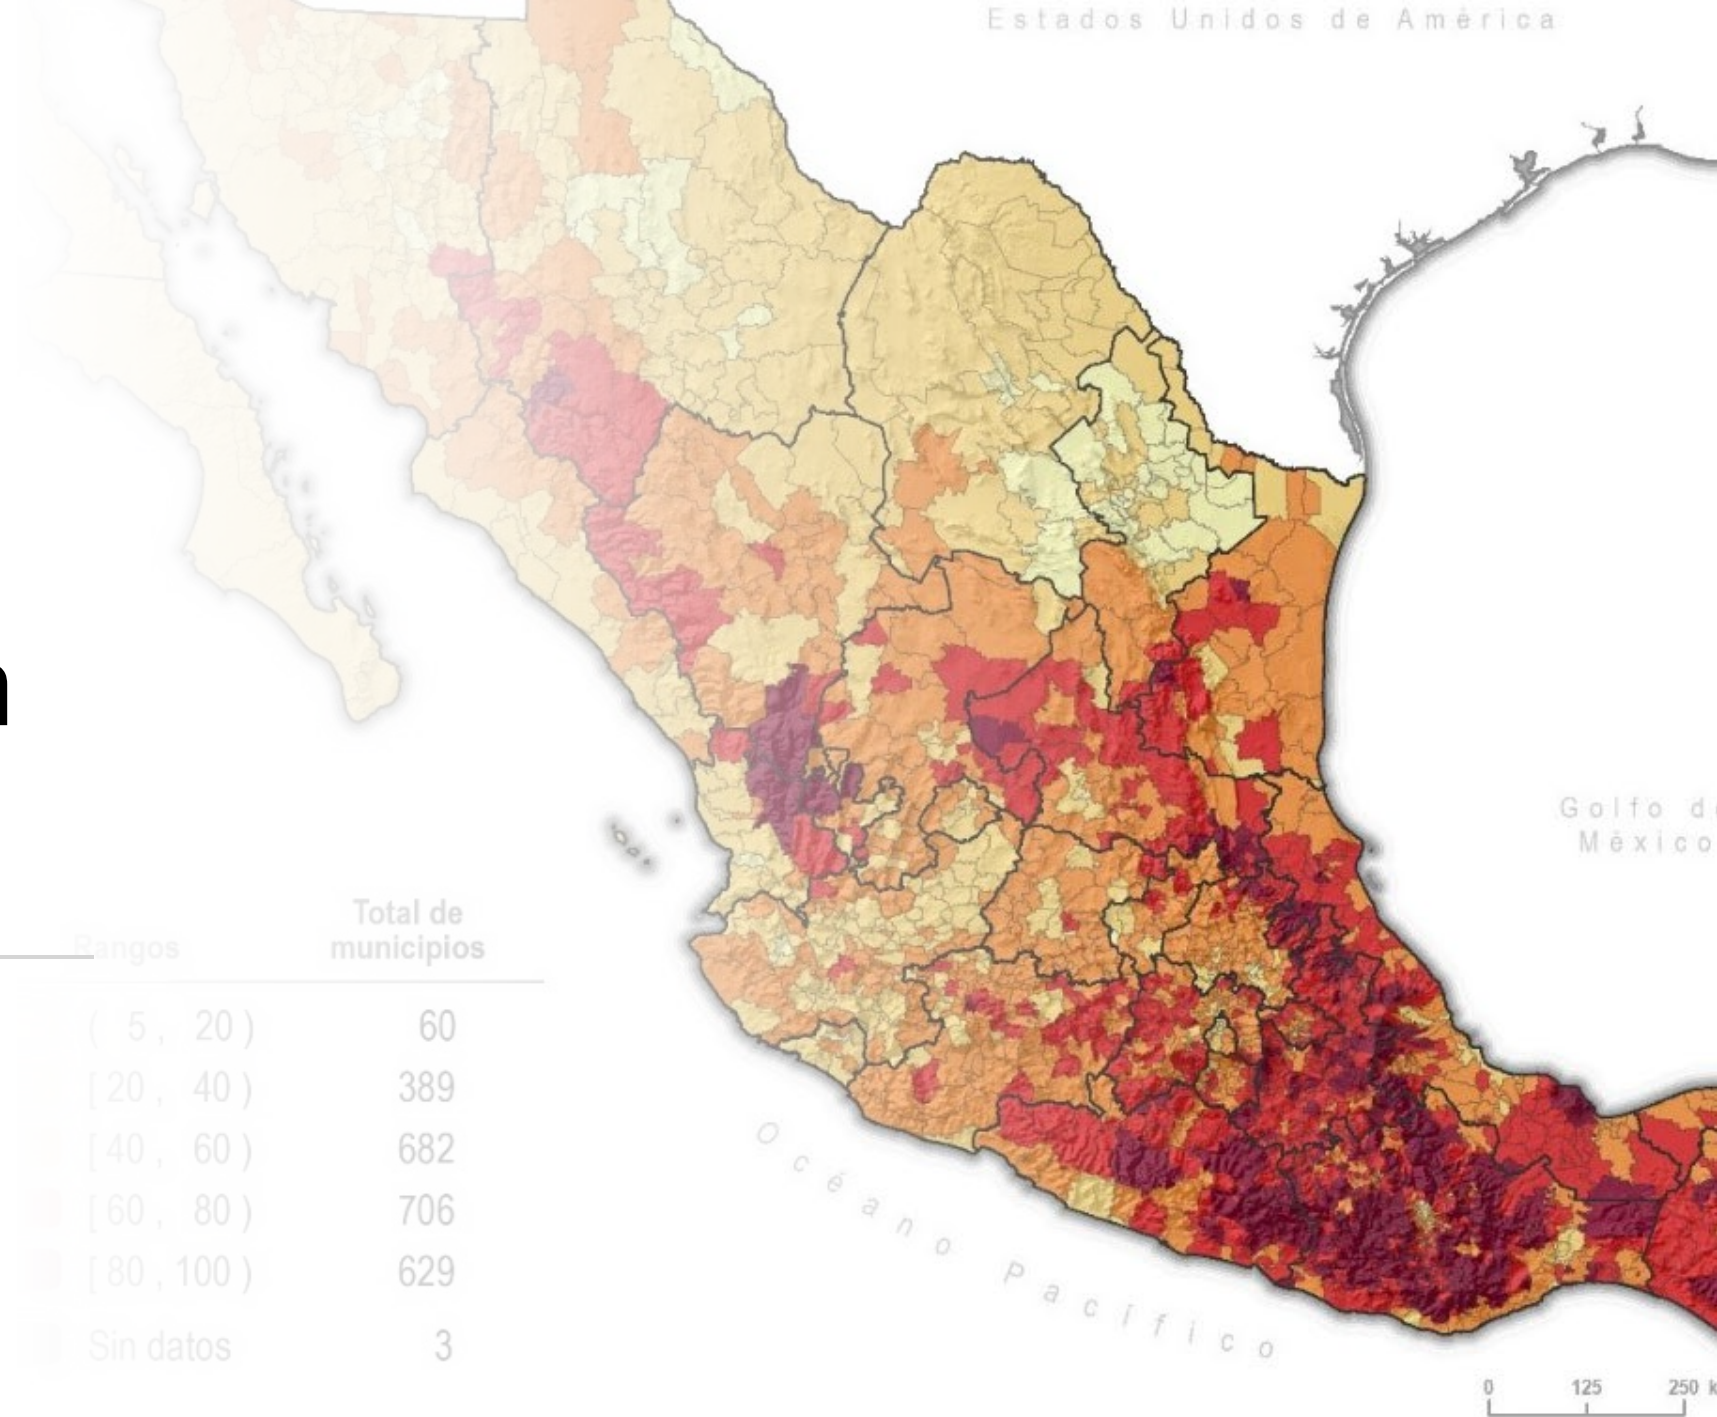 Estados Unidos de América
n
Golfo d
México
Rangos Total de municipios
( 5 , 20 ) 60
[ 20 , 40 ) 389
[ 40 , 60 ) 682
[ 60 , 80 ) 706
[ 80 , 100 ) 629
Sin datos 3
Océano Pacífico
0 125 250 k